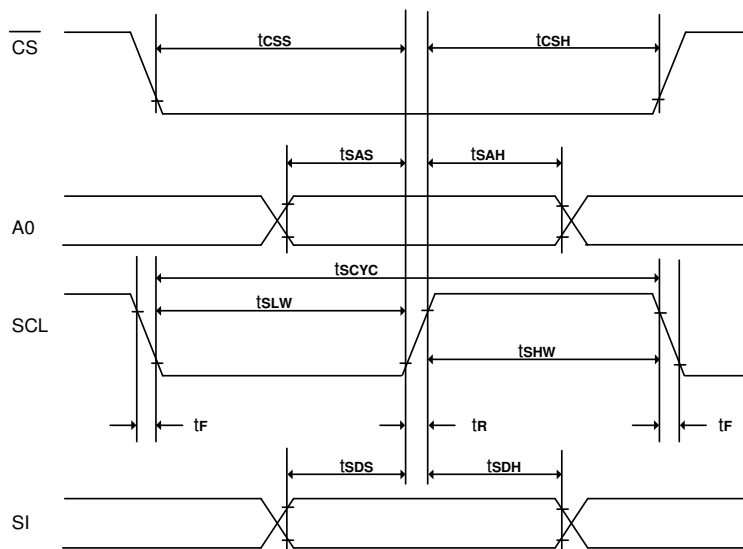 CS
tCSS
tCSH
tSAS
tSAH
A0
tSCYC
tSLW
SCL
tSHW
tF
tR
tF
tSDS
tSDH
SI